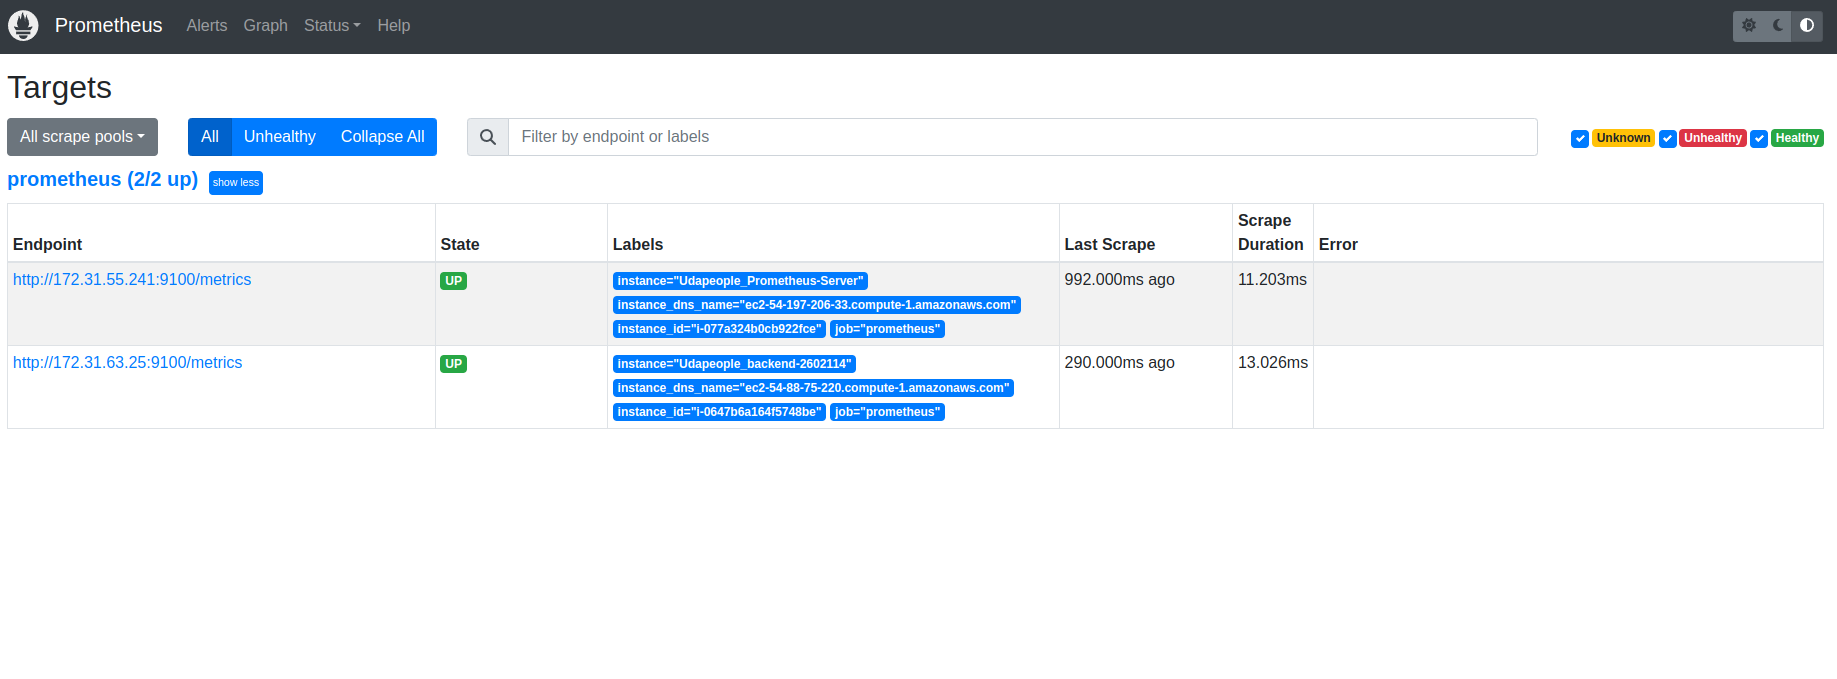 Prometheus Alerts Graph Status Help
Targets
All scrape pools All Unhealthy Collapse All Filter by endpoint or labels Unknown Unhealthy Healthy
prometheus (2/2 up) show less
Endpoint State Labels Last Scrape Scrape Duration Error
http://172.31.55.241:9100/metrics UP instance="Udapeople_Prometheus-Server" 992.000ms ago 11.203ms
instance_dns_name="ec2-54-197-206-33.compute-1.amazonaws.com"
instance_id="i-077a324b0cb922fce" job="prometheus"
http://172.31.63.25:9100/metrics UP instance="Udapeople_backend-2602114" 290.000ms ago 13.026ms
instance_dns_name="ec2-54-88-75-220.compute-1.amazonaws.com"
instance_id="i-0647b6a164f5748be" job="prometheus"